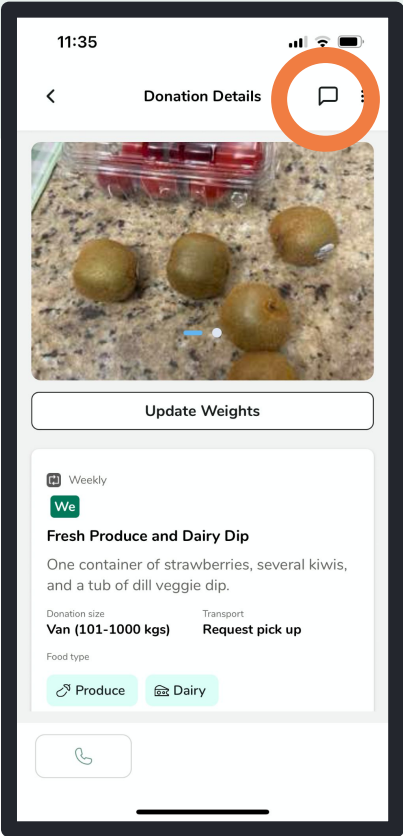 11:35
Donation Details
Update Weights
Weekly
We
Fresh Produce and Dairy Dip
One container of strawberries, several kiwis,
and a tub of dill veggie dip.
Donation size
Transport
Van (101-1000 kgs)
Request pick up
Food type
Produce
Dairy